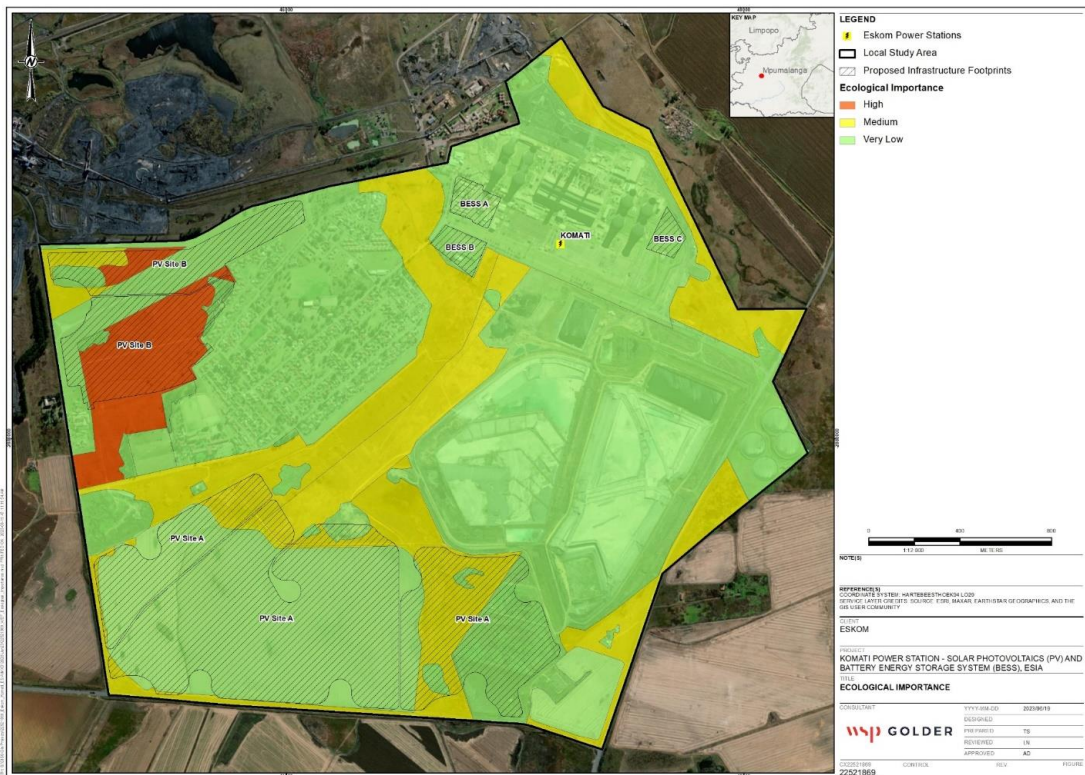 KEY MAP
Limpopo
Mpumalanga
N
BESS A
BESS B
KOMATI
BESS C
PV Site B
PV Site B
PV Site A
PV Site A
PV Site A
LEGEND
Eskom Power Stations
Local Study Area
Proposed Infrastructure Footprints
Ecological Importance
High
Medium
Very Low
0 400 800
1:12 800 METERS
NOTE(S)
REFERENCE(S)
COORDINATE SYSTEM: HARTEBEESTHOEK94 LO29
SERVICE LAYER CREDITS: SOURCE: ESRI, MAXAR, EARTHSTAR GEOGRAPHICS, AND THE
GIS USER COMMUNITY
CLIENT
ESKOM
PROJECT
KOMATI POWER STATION - SOLAR PHOTOVOLTAICS (PV) AND
BATTERY ENERGY STORAGE SYSTEM (BESS), ESIA
TITLE
ECOLOGICAL IMPORTANCE
CONSULTANT
wsp GOLDER
YYYY-MM-DD
DESIGNED
PREPARED TS
REVIEWED
APPROVED AO
CONTROL REV. FIGURE
22521869